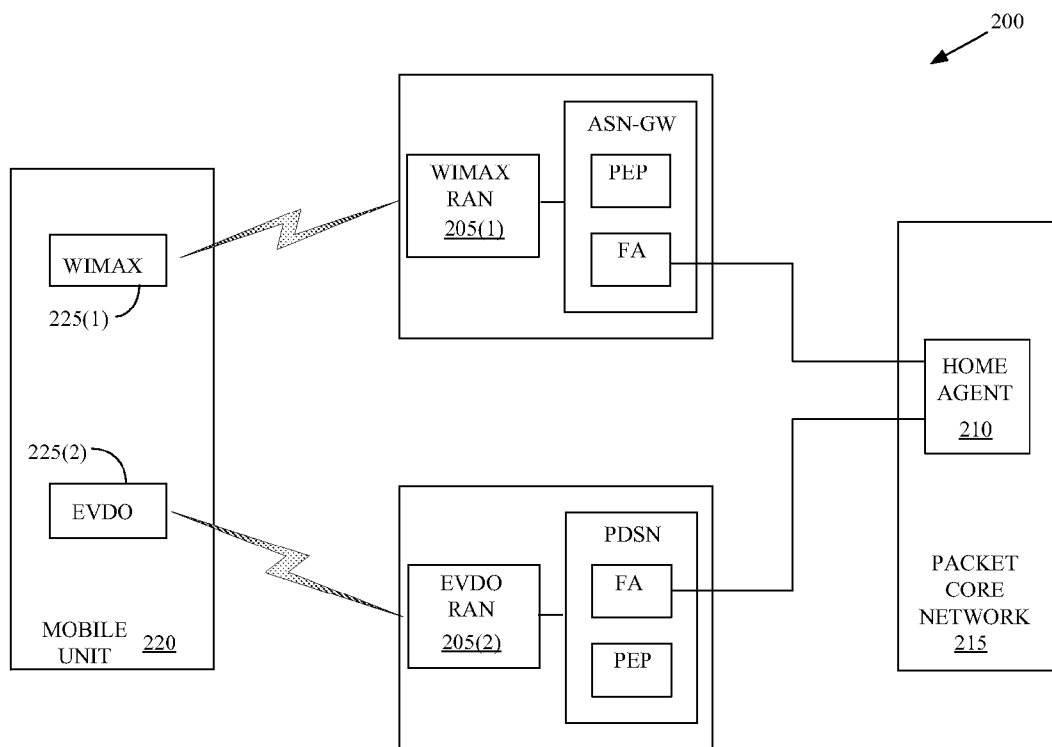 200
ASN-GW
PEP
FA
WIMAX
RAN
205(1)
WIMAX
225(1)
HOME
AGENT
210
225(2)
EVDO
PDSN
FA
PEP
EVDO
RAN
205(2)
MOBILE
UNIT
220
PACKET
CORE
NETWORK
215